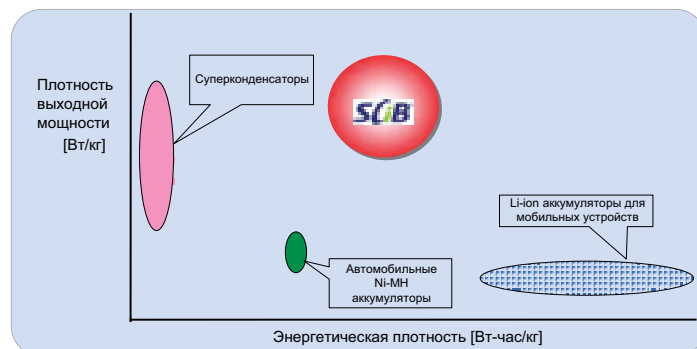 Плотность
выходной
мощности
[Вт/кг]
Суперконденсаторы
SCiB
Li-ion аккумуляторы для
мобильных устройств
Автомобильные
Ni-MH
аккумуляторы
Энергетическая плотность [Вт-час/кг]